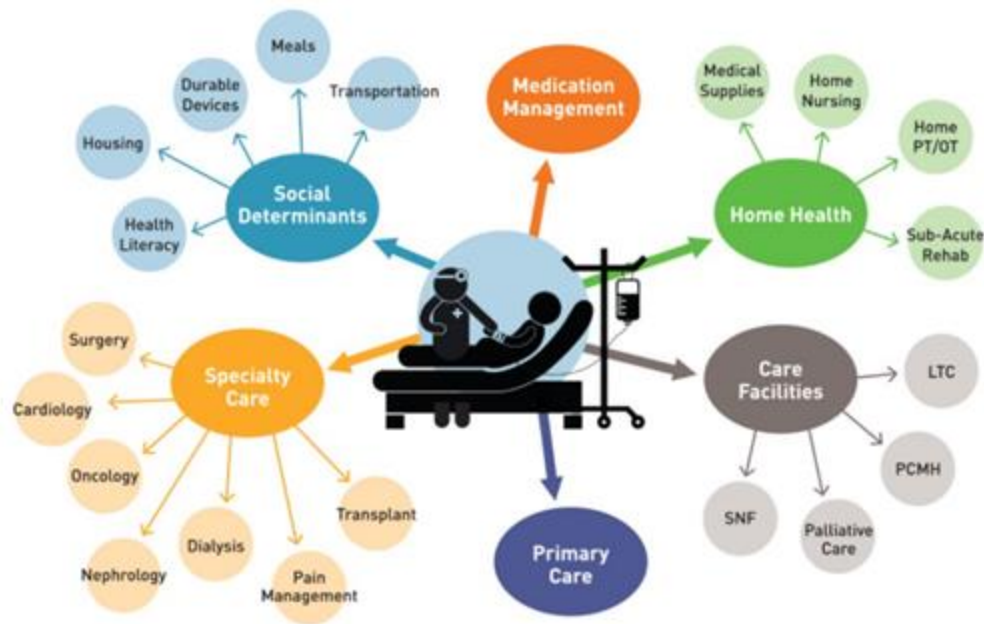 Meals
Durable
Devices
Transportation
Housing
Health
Literacy
Social
Determinants
Medication
Management
Medical
Supplies
Home
Nursing
Home
PT/OT
Sub-Acute
Rehab
Home Health
Surgery
Cardiology
Oncology
Nephrology
Dialysis
Pain
Management
Transplant
Specialty
Care
Primary
Care
Care
Facilities
LTC
PCMH
Palliative
Care
SNF